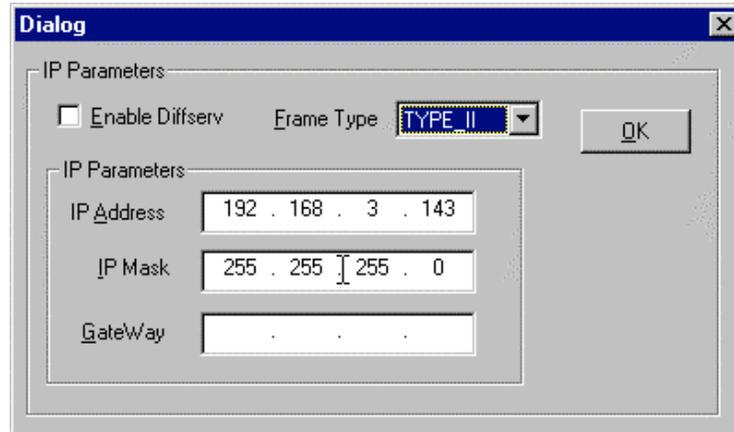 Dialog
IP Parameters
Enable Diffserv Frame Type TYPE_II OK
IP Parameters
IP Address 192 . 168 . 3 . 143
IP Mask 255 . 255 . 255 . 0
GateWay . . .